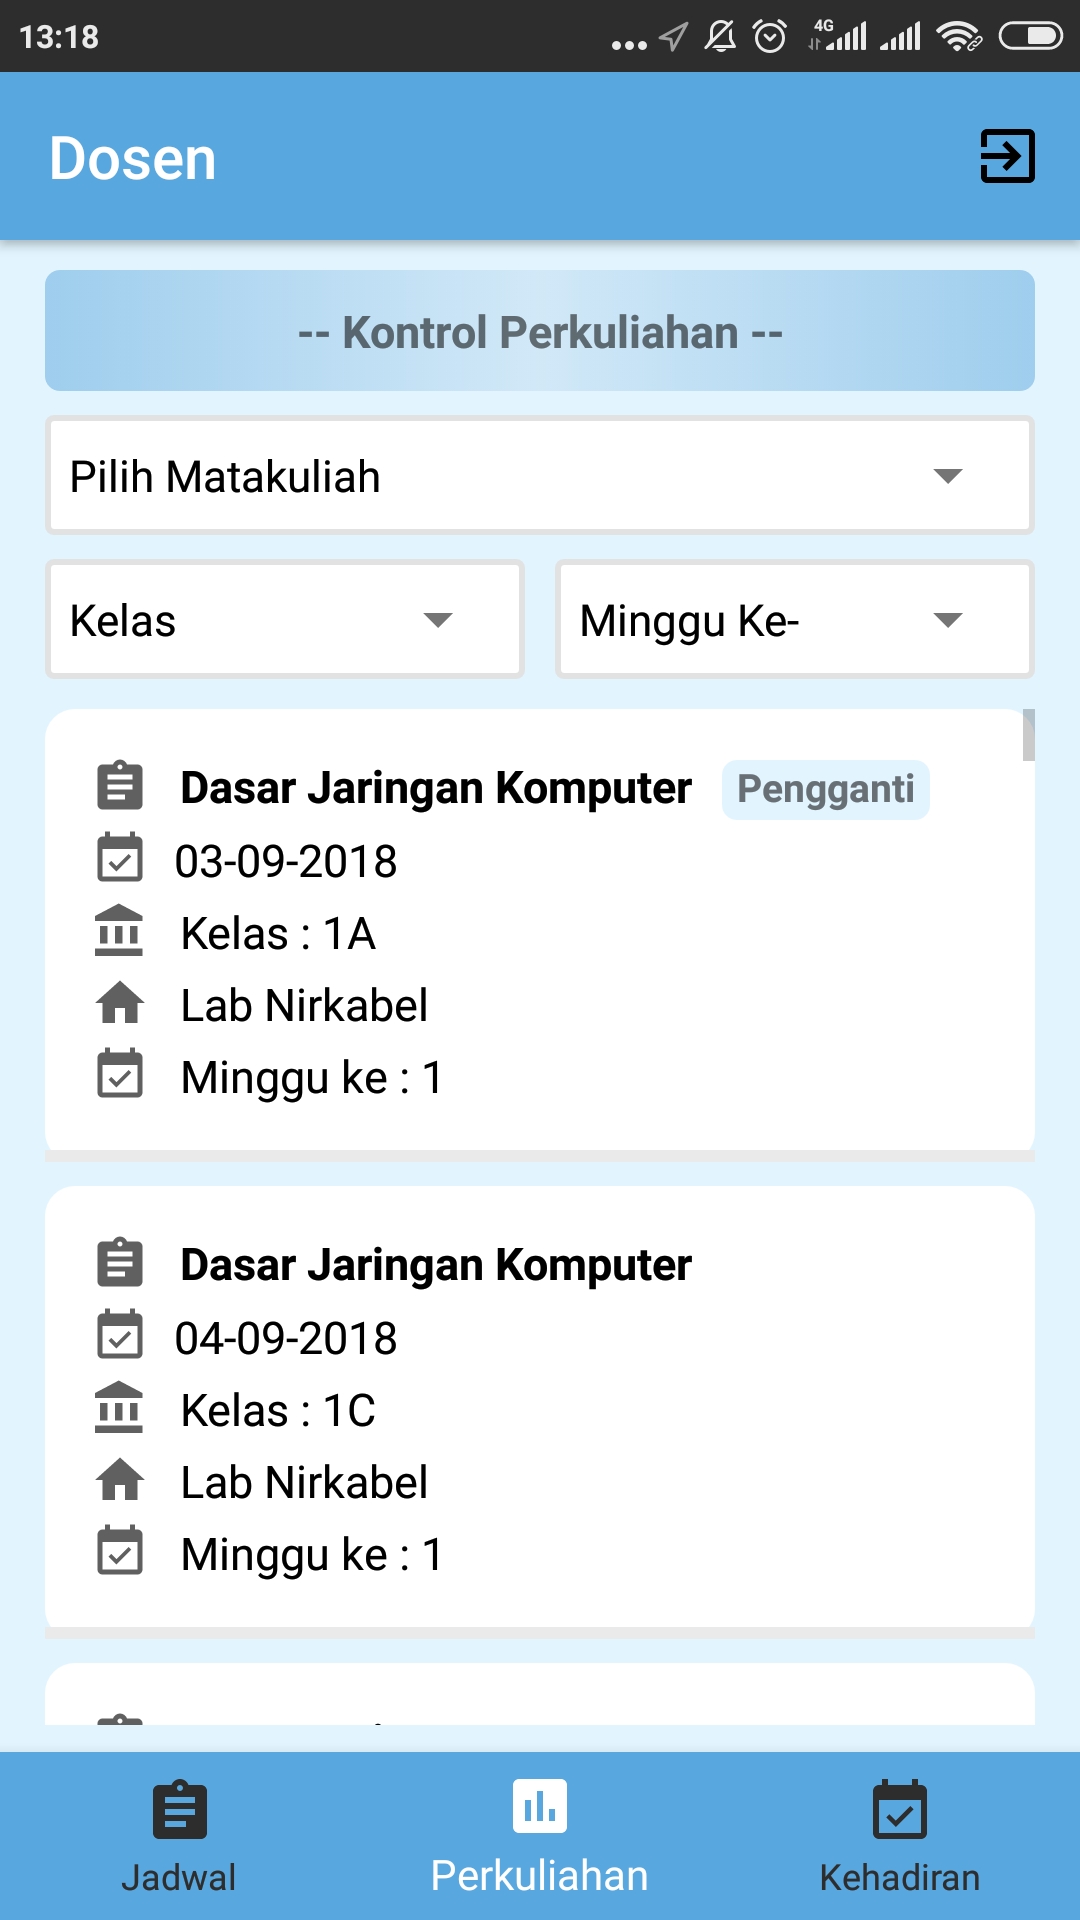 13:18
4G
Dosen
-- Kontrol Perkuliahan --
Pilih Matakuliah
Kelas
Minggu Ke-
Dasar Jaringan Komputer Pengganti
03-09-2018
Kelas : 1A
Lab Nirkabel
Minggu ke : 1
Dasar Jaringan Komputer
04-09-2018
Kelas : 1C
Lab Nirkabel
Minggu ke : 1
Jadwal
Perkuliahan
Kehadiran